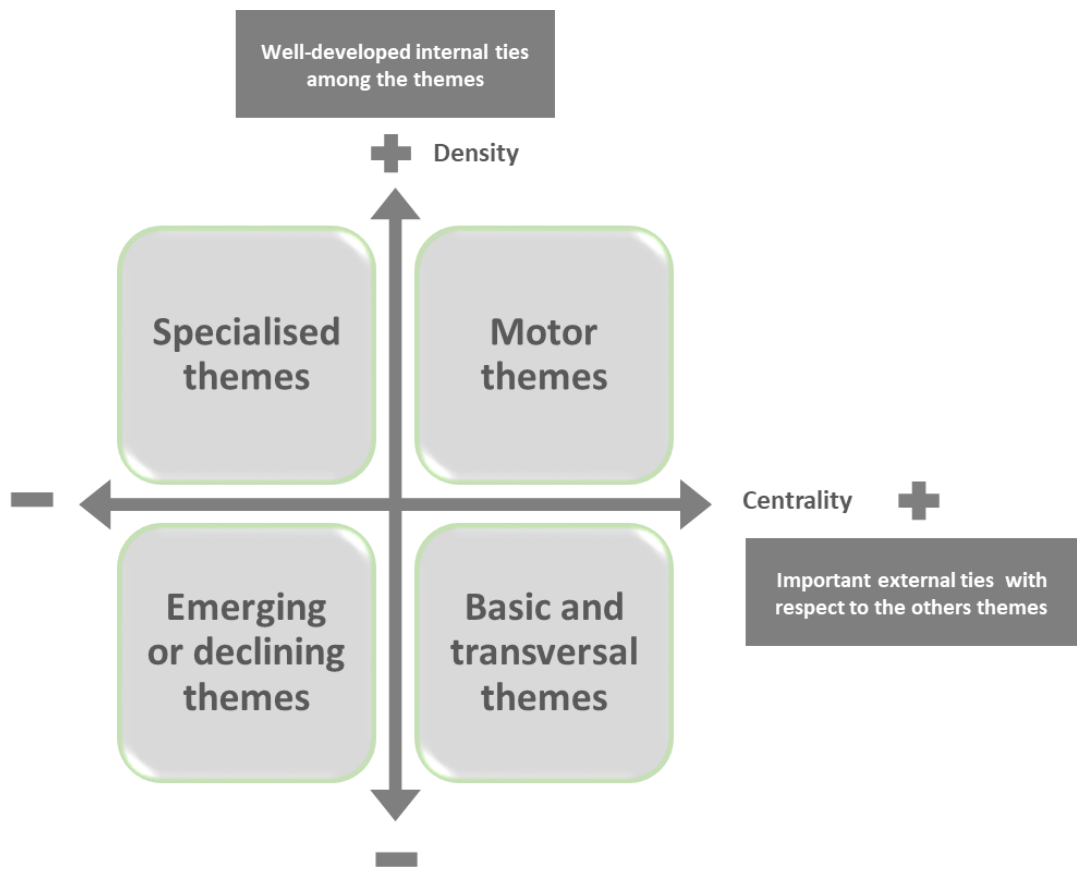 Well-developed internal ties
among the themes
Density
Specialised
themes
Motor
themes
Centrality
Important external ties with
respect to the others themes
Emerging
or declining
themes
Basic and
transversal
themes